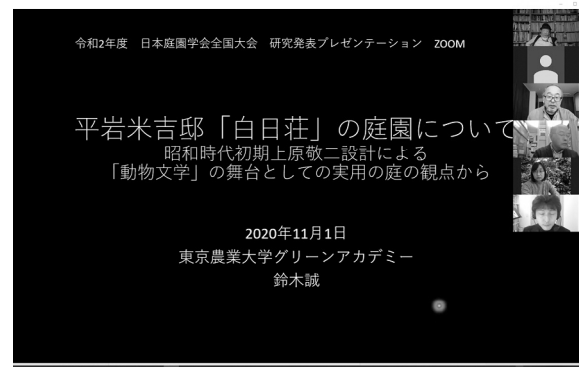 令和2年度　日本庭園学会全国大会　研究発表プレゼンテーション　ZOOM
平岩米吉邸「白日荘」の庭園について
昭和時代初期上原敬二設計による
「動物文学」の舞台としての実用の庭の観点から
2020年11月1日
東京農業大学グリーンアカデミー
鈴木誠